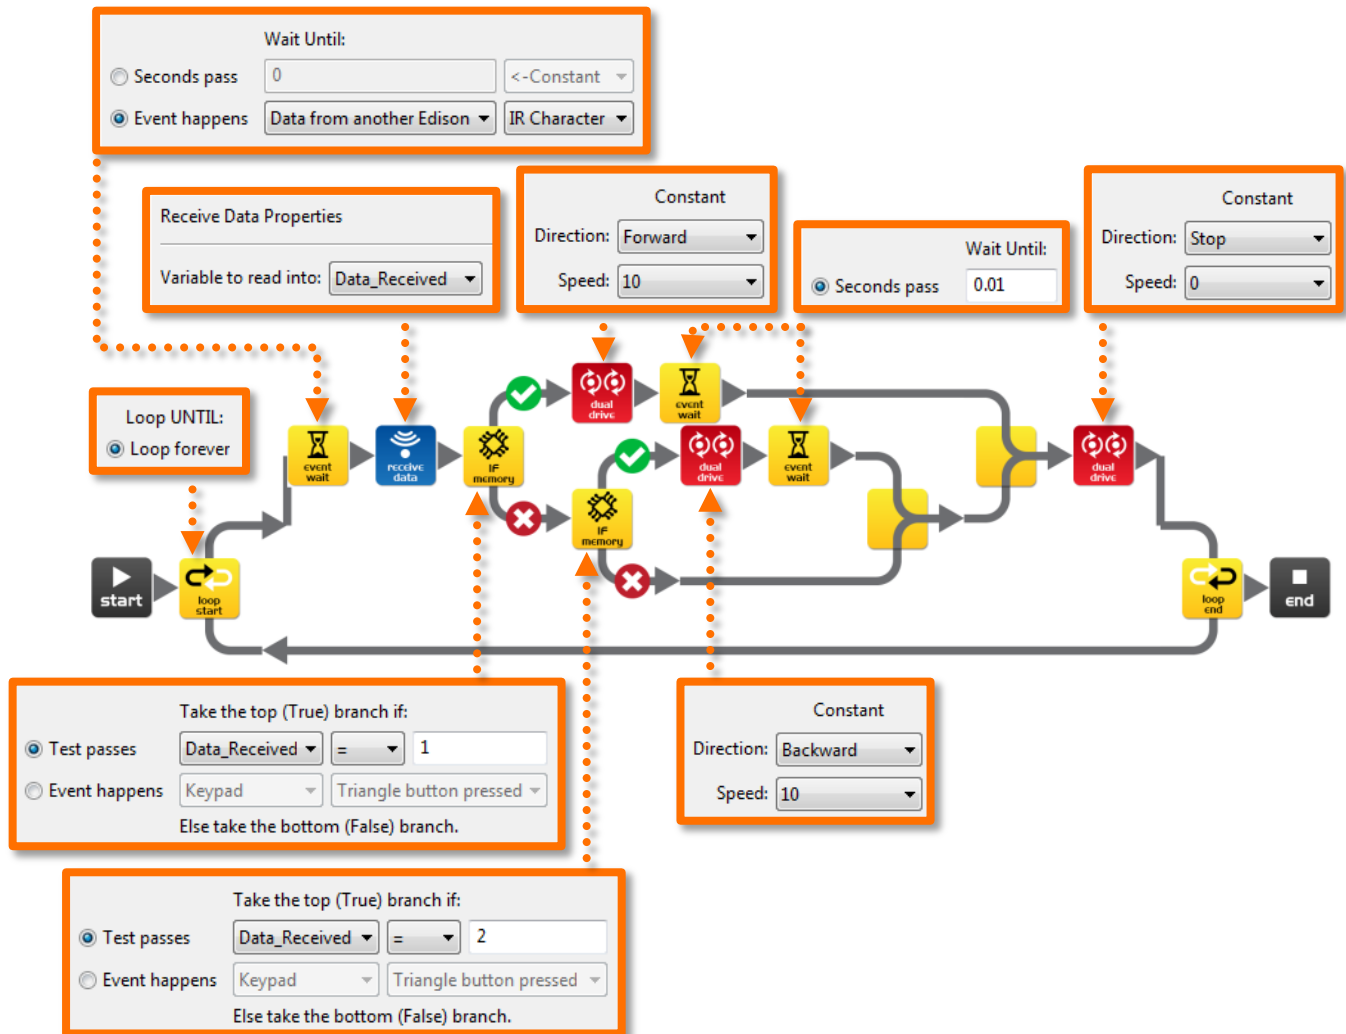 Wait Until:
Seconds pass 0 <-Constant
Event happens Data from another Edison IR Character
Receive Data Properties
Variable to read into: Data_Received
Constant
Direction: Forward
Speed: 10
Wait Until:
Seconds pass 0.01
Constant
Direction: Stop
Speed: 0
Loop UNTIL:
Loop forever
start
loop start
event wait
receive data
IF memory
dual drive
event wait
IF memory
dual drive
event wait
dual drive
loop end
end
Take the top (True) branch if:
Test passes Data_Received = 1
Event happens Keypad Triangle button pressed
Else take the bottom (False) branch.
Constant
Direction: Backward
Speed: 10
Take the top (True) branch if:
Test passes Data_Received = 2
Event happens Keypad Triangle button pressed
Else take the bottom (False) branch.